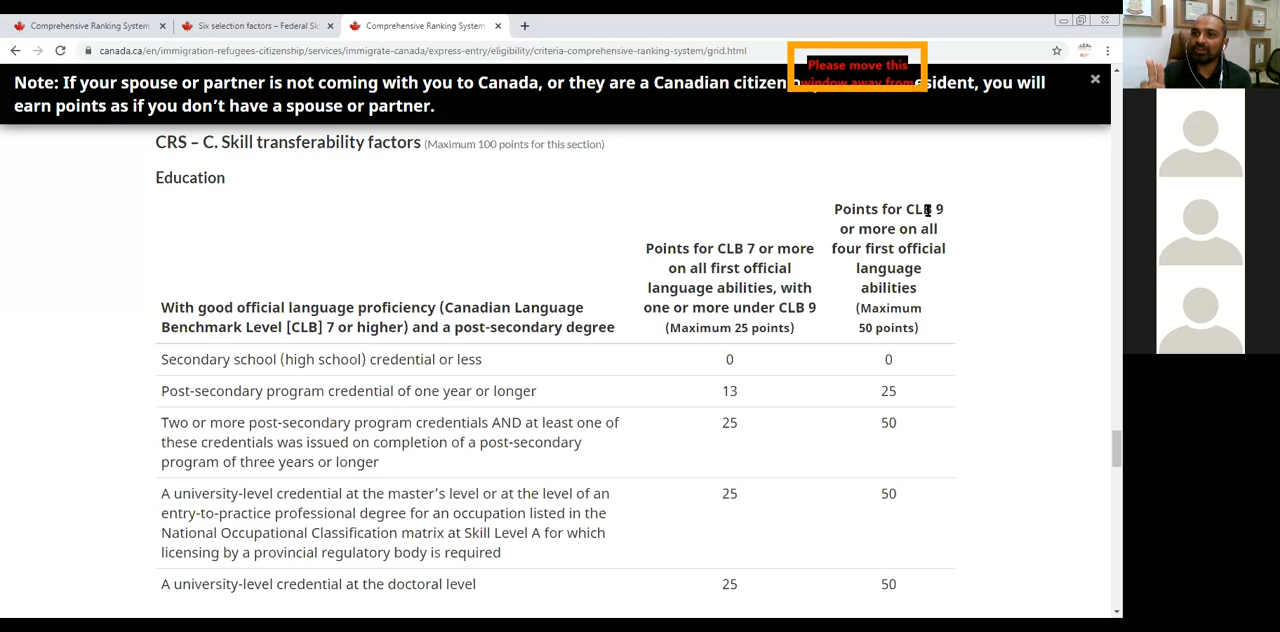 Comprehensive Ranking System
Six selection factors – Federal Sk
Comprehensive Ranking System
canada.ca/en/immigration-refugees-citizenship/services/immigrate-canada/express-entry/eligibility/criteria-comprehensive-ranking-system/grid.html
Please move this
window away from
Note: If your spouse or partner is not coming with you to Canada, or they are a Canadian citizen esident, you will
earn points as if you don’t have a spouse or partner.
CRS – C. Skill transferability factors (Maximum 100 points for this section)
Education
With good official language proficiency (Canadian Language
Benchmark Level [CLB] 7 or higher) and a post-secondary degree
Points for CLB 7 or more
on all first official
language abilities, with
one or more under CLB 9
(Maximum 25 points)
Points for CLB 9
or more on all
four first official
language
abilities
(Maximum
50 points)
Secondary school (high school) credential or less 0 0
Post-secondary program credential of one year or longer 13 25
Two or more post-secondary program credentials AND at least one of 25 50
these credentials was issued on completion of a post-secondary
program of three years or longer
A university-level credential at the master’s level or at the level of an 25 50
entry-to-practice professional degree for an occupation listed in the
National Occupational Classification matrix at Skill Level A for which
licensing by a provincial regulatory body is required
A university-level credential at the doctoral level 25 50